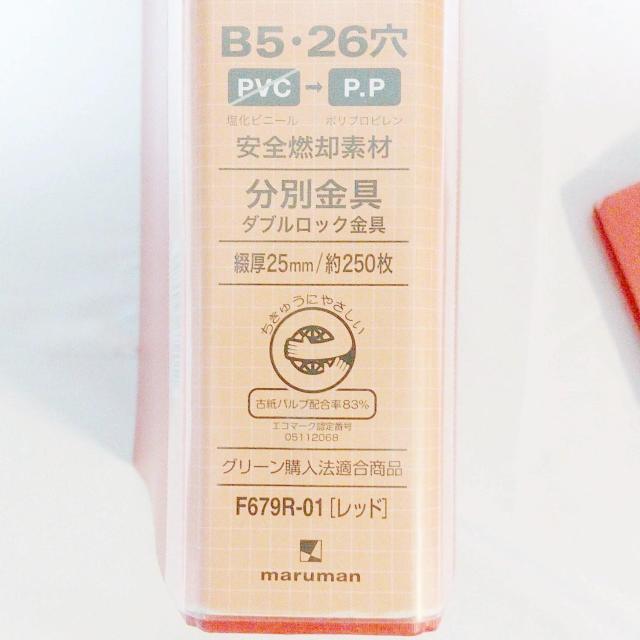 B5・26穴
PVC → P.P
塩化ビニール ポリプロピレン
安全燃却素材
分別金具
ダブルロック金具
綴厚25mm/約250枚
ちきゅうにやさしい
古紙パルプ配合率83%
エコマーク認定番号
05112068
グリーン購入法適合商品
F679R-01[レッド]
maruman